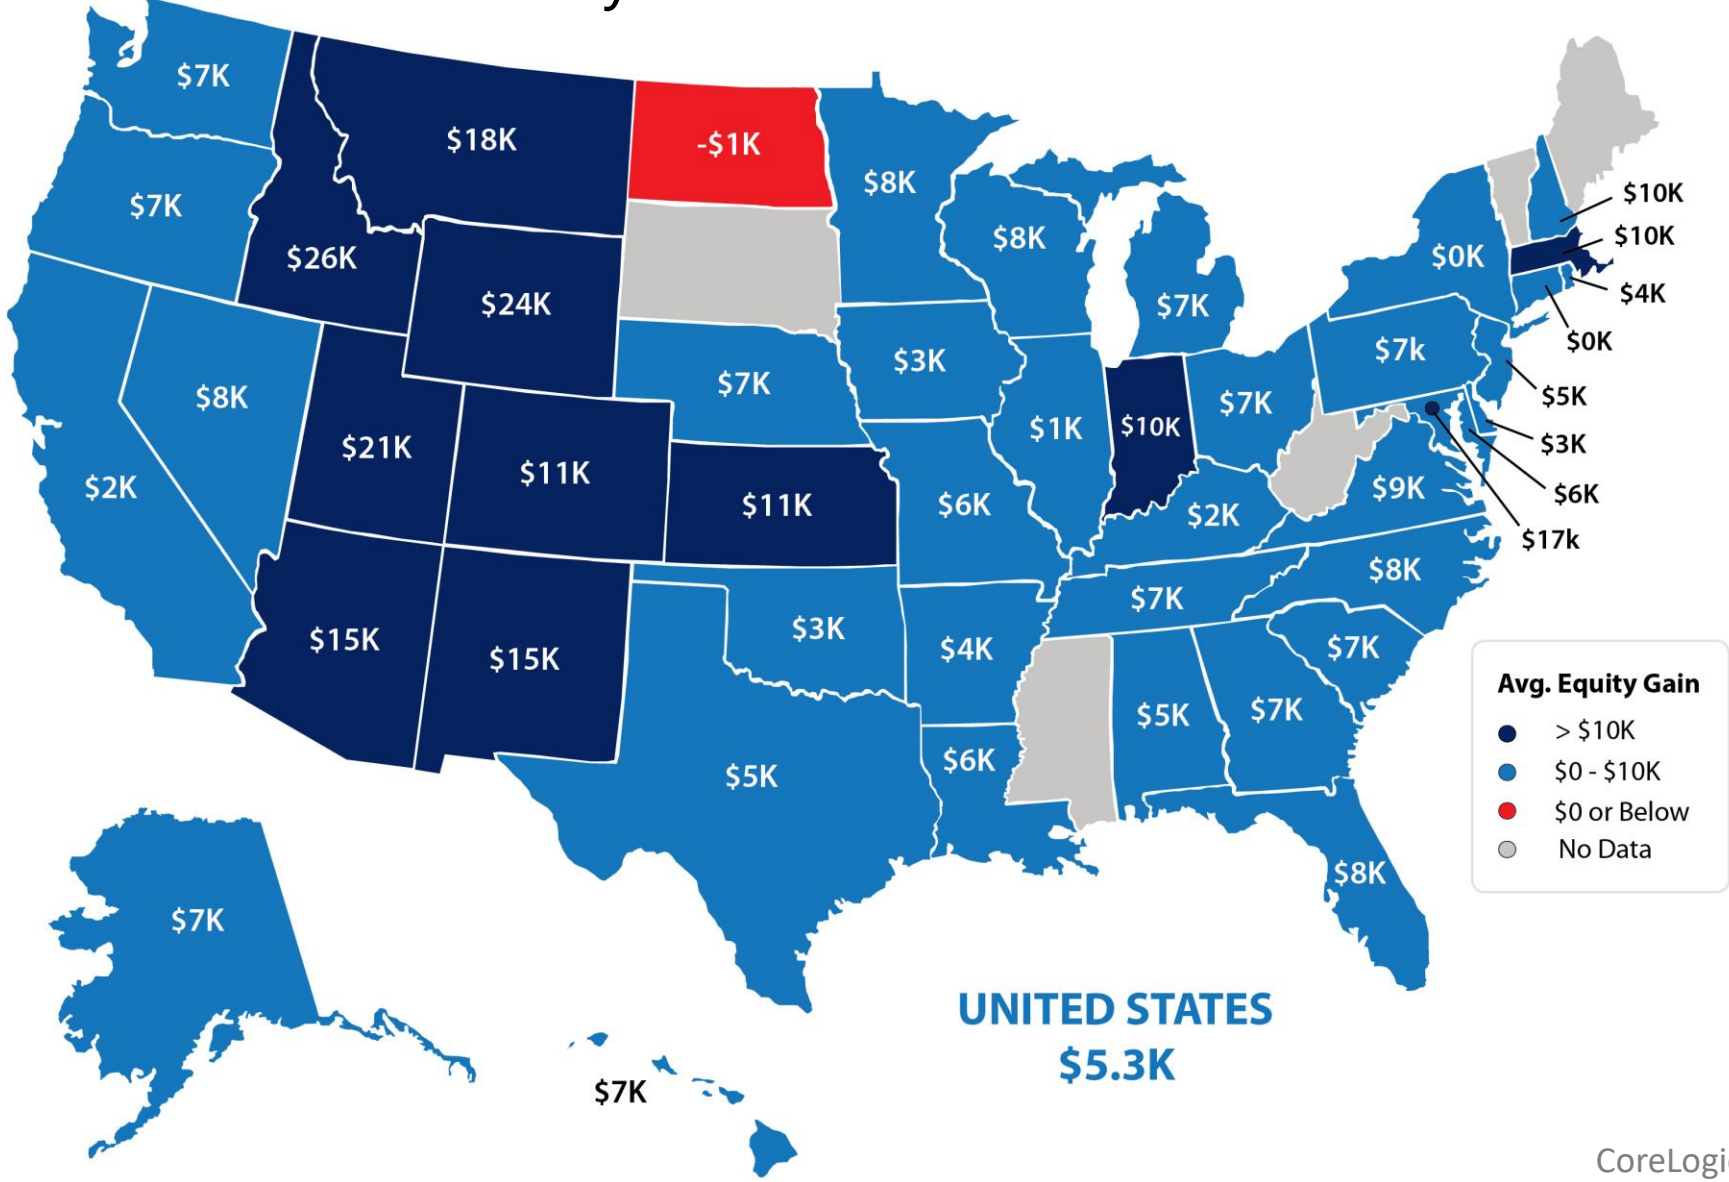 $7K
$18K
-$1K
$8K
$7K
$10K
$26K
$8K
$0K
$10K
$24K
$7K
$4K
$0K
$7k
$3K
$7K
$8K
$7K
$5K
$1K
$10K
$21K
$3K
$11K
$2K
$9K
$6K
$11K
$6K
$2K
$17k
$8K
$7K
$3K
$15K
$15K
$4K
$7K
$5K
$7K
$6K
$5K
$8K
Avg. Equity Gain
> $10K
$0 - $10K
$0 or Below
No Data
$7K
UNITED STATES
$5.3K
$7K